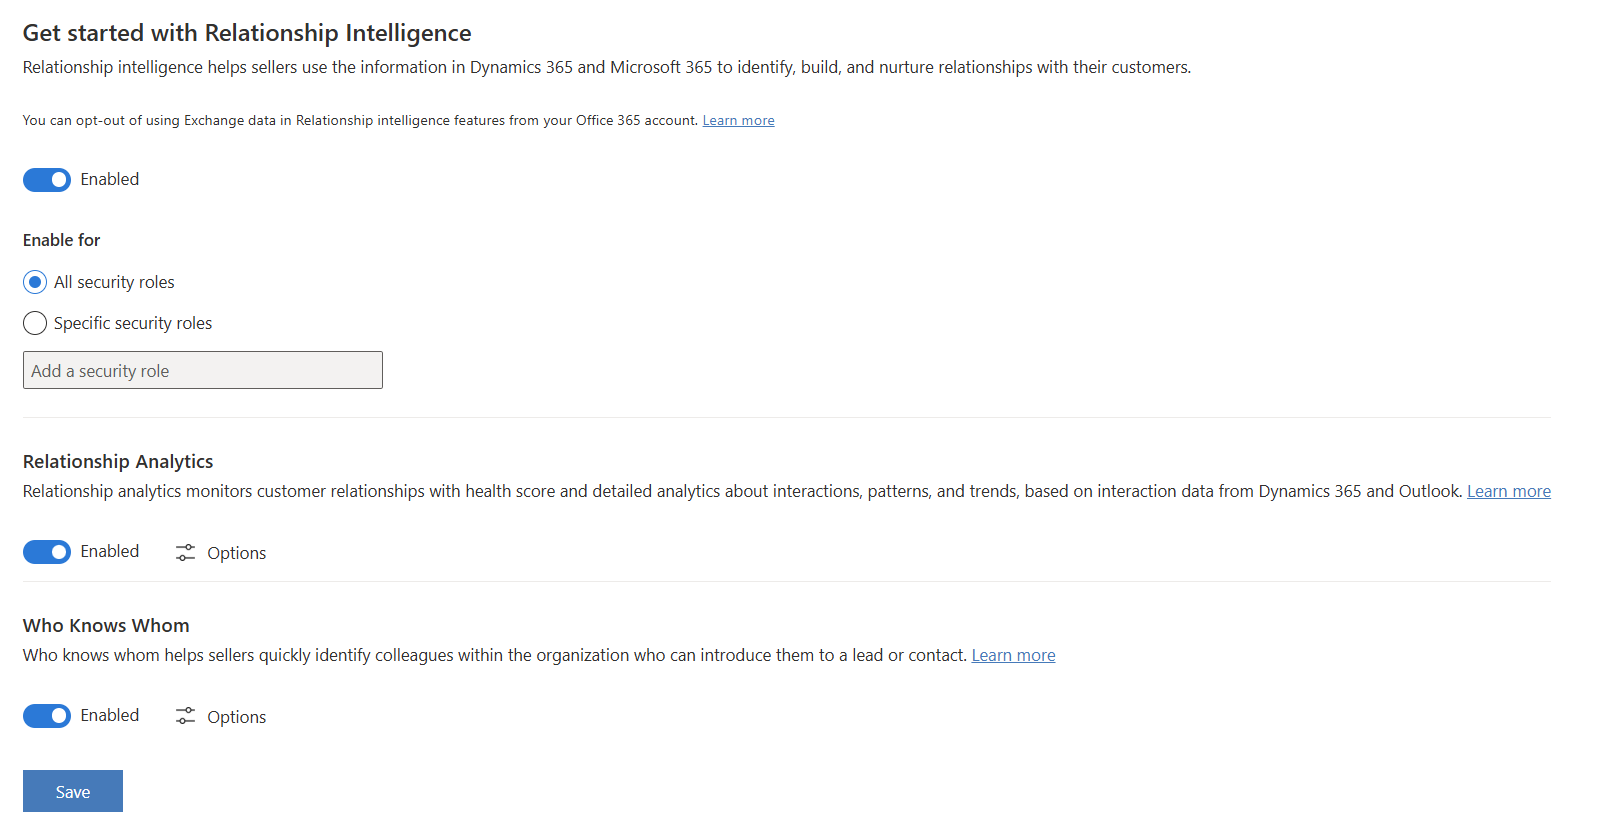 Get started with Relationship Intelligence
Relationship intelligence helps sellers use the information in Dynamics 365 and Microsoft 365 to identify, build, and nurture relationships with their customers.
You can opt-out of using Exchange data in Relationship intelligence features from your Office 365 account. Learn more
Enabled
Enable for
All security roles
Specific security roles
Add a security role
Relationship Analytics
Relationship analytics monitors customer relationships with health score and detailed analytics about interactions, patterns, and trends, based on interaction data from Dynamics 365 and Outlook. Learn more
Enabled Options
Who Knows Whom
Who knows whom helps sellers quickly identify colleagues within the organization who can introduce them to a lead or contact. Learn more
Enabled Options
Save